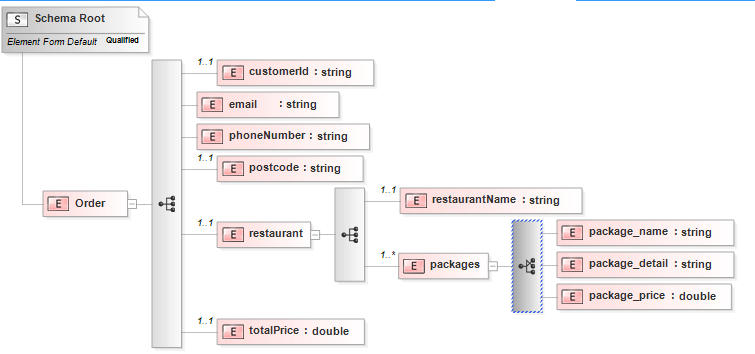 S Schema Root
Element Form Default Qualified
1..1
E customerId : string
E email : string
E phoneNumber : string
1..1
E postcode : string
1..1
E restaurantName : string
E Order
1..1
E restaurant
E package_name : string
1..*
E packages
E package_detail : string
E package_price : double
1..1
E totalPrice : double